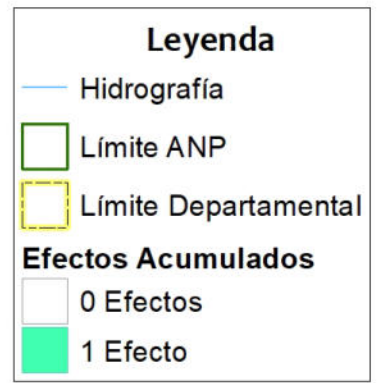 Leyenda
Hidrografía
Límite ANP
Límite Departamental
Efectos Acumulados
0 Efectos
1 Efecto